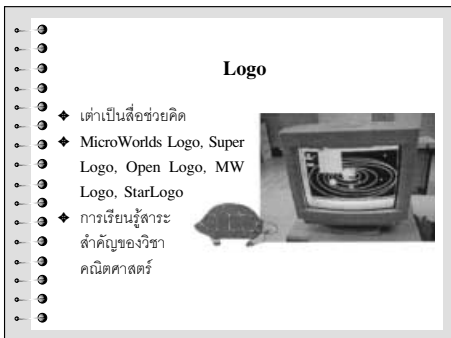 Logo
เต่าเป็นสื่อช่วยคิด
MicroWorlds Logo, Super
Logo, Open Logo, MW
Logo, StarLogo
การเรียนรู้สาระ
สำคัญของวิชา
คณิตศาสตร์